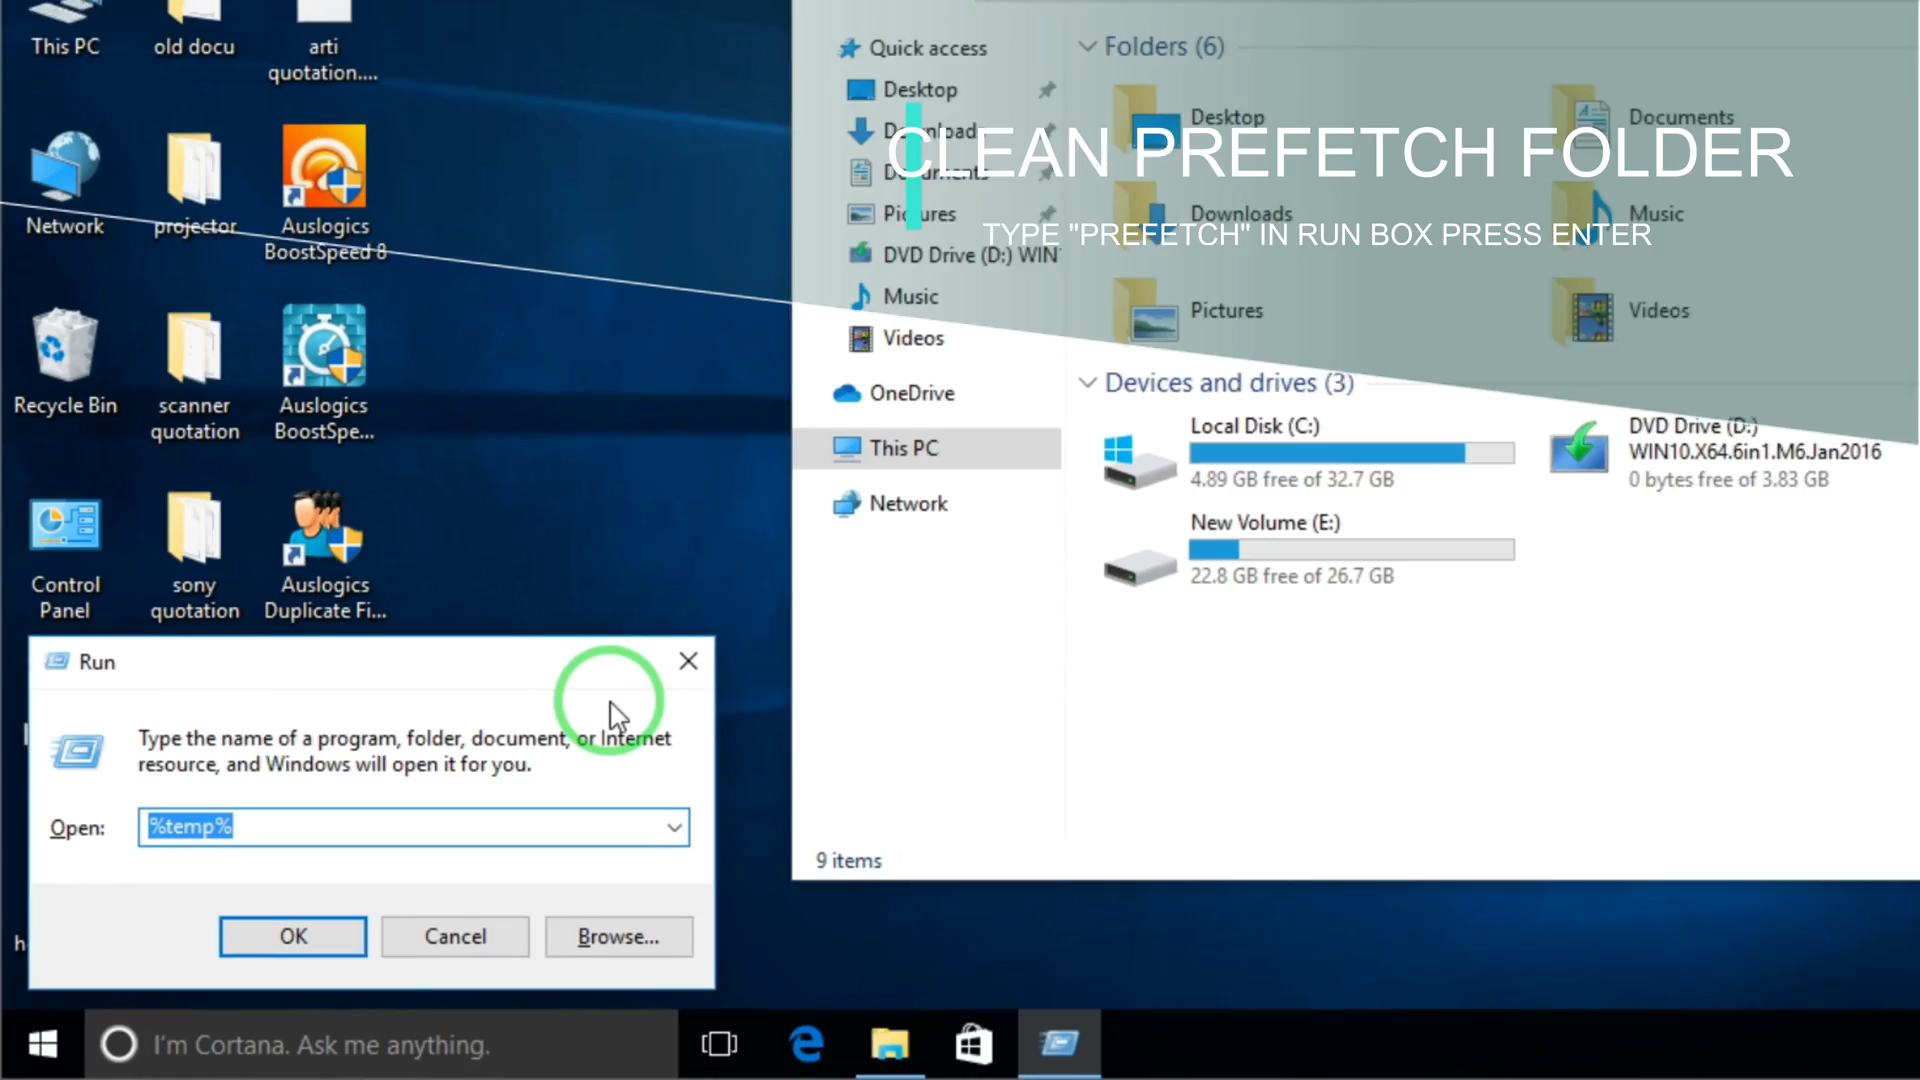 This PC
old docu
arti
quotation....
Network
projector
Auslogics
BoostSpeed 8
Recycle Bin
scanner
quotation
Auslogics
BoostSpe...
Control
Panel
sony
quotation
Auslogics
Duplicate Fi...
Quick access
Desktop
Downloads
Documents
Pictures
DVD Drive (D:) WIN
Music
Videos
OneDrive
This PC
Network
Folders (6)
Desktop
Documents
CLEAN PREFETCH FOLDER
Downloads
Music
TYPE "PREFETCH" IN RUN BOX PRESS ENTER
Pictures
Videos
Devices and drives (3)
Local Disk (C:)
4.89 GB free of 32.7 GB
DVD Drive (D:)
WIN10.X64.6in1.M6.Jan2016
0 bytes free of 3.83 GB
New Volume (E:)
22.8 GB free of 26.7 GB
9 items
Run
Type the name of a program, folder, document, or Internet
resource, and Windows will open it for you.
Open:
%temp%
OK
Cancel
Browse...
h
I'm Cortana. Ask me anything.